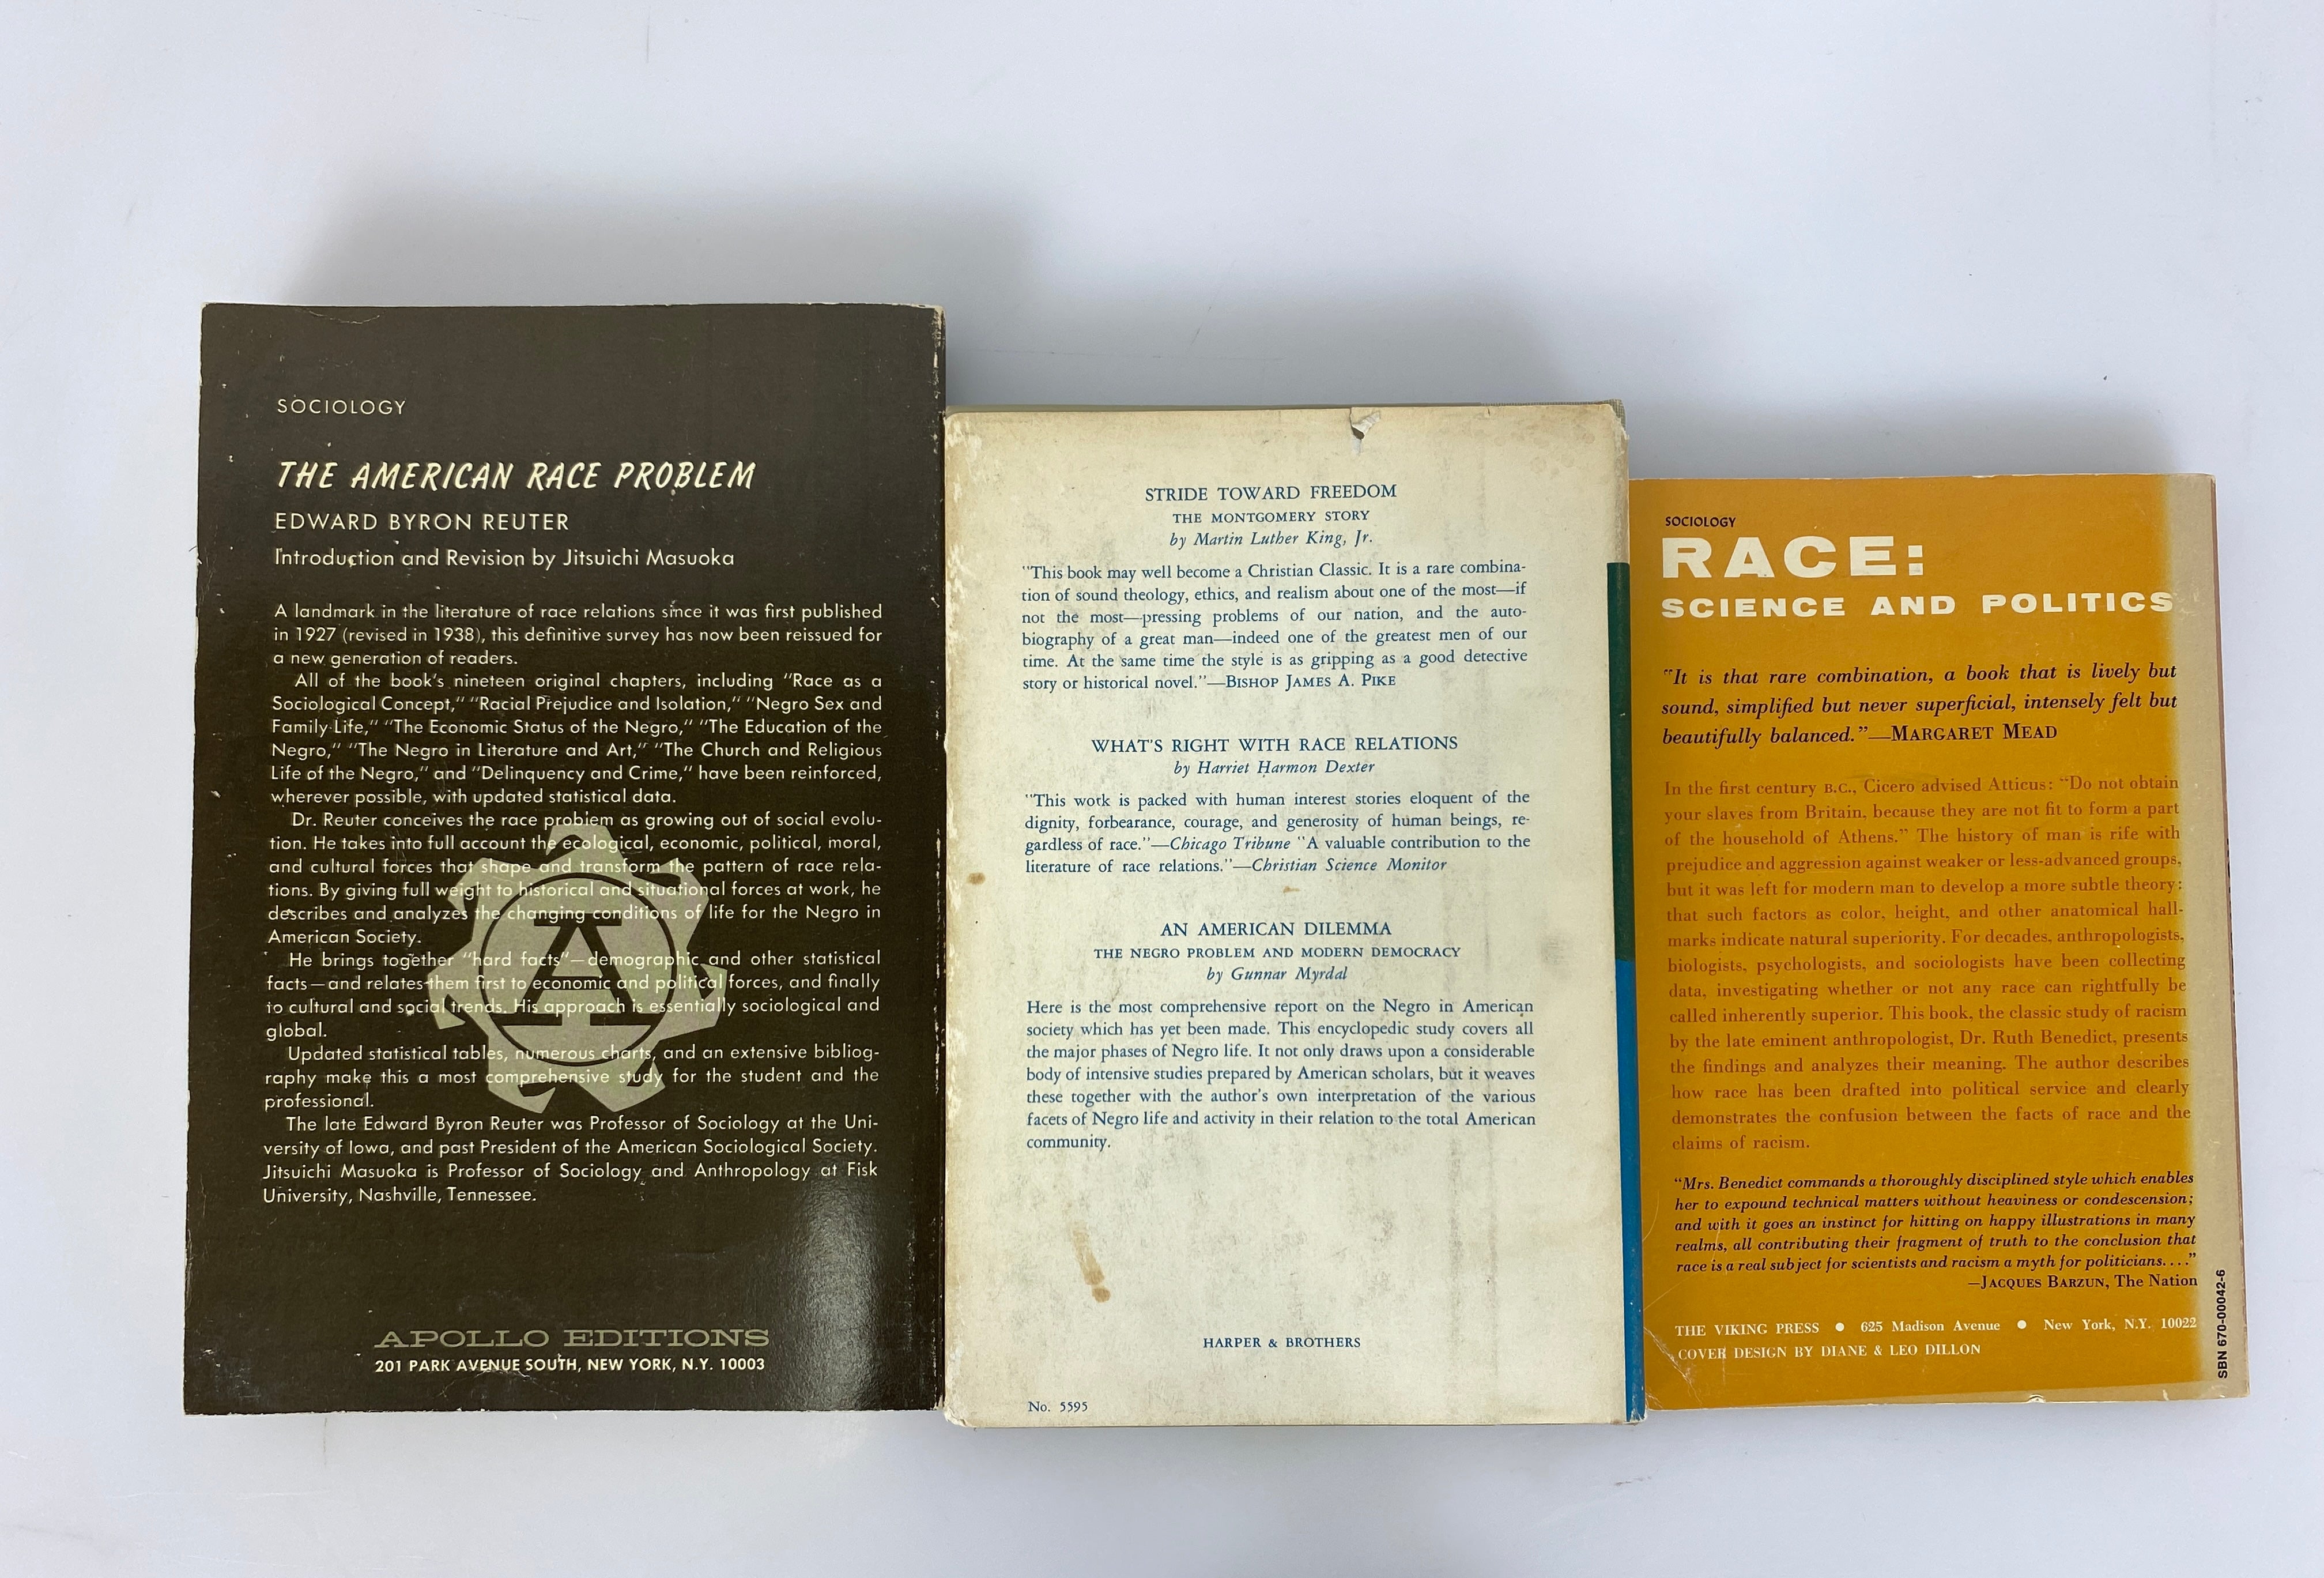 SOCIOLOGY
THE AMERICAN RACE PROBLEM
EDWARD BYRON REUTER
Introduction and Revision by Jitsuichi Masuoka
A landmark in the literature of race relations since it was first published
in 1927 (revised in 1938), this definitive survey has now been reissued for
a new generation of readers.
All of the book's nineteen original chapters, including "Race as a
Sociological Concept," "Racial Prejudice and Isolation," "Negro Sex and
Family Life," "The Economic Status of the Negro," "The Education of the
Negro," "The Negro in Literature and Art," "The Church and Religious
Life of the Negro," and "Delinquency and Crime," have been reinforced,
wherever possible, with updated statistical data.
Dr. Reuter conceives the race problem as growing out of social evolu-
tion. He takes into full account the ecological, economic, political, moral,
and cultural forces that shape and transform the pattern of race rela-
tions. By giving full weight to historical and situational forces at work, he
describes and analyzes the changing conditions of life for the Negro in
American Society.
He brings together "hard facts"—demographic and other statistical
facts—and relates them first to economic and political forces, and finally
to cultural and social trends. His approach is essentially sociological and
global.
Updated statistical tables, numerous charts, and an extensive bibliog-
raphy make this a most comprehensive study for the student and the
professional.
The late Edward Byron Reuter was Professor of Sociology at the Uni-
versity of Iowa, and past President of the American Sociological Society.
Jitsuichi Masuoka is Professor of Sociology and Anthropology at Fisk
University, Nashville, Tennessee.
A
APOLLO EDITIONS
201 PARK AVENUE SOUTH, NEW YORK, N.Y. 10003
STRIDE TOWARD FREEDOM
THE MONTGOMERY STORY
by Martin Luther King, Jr.
"This book may well become a Christian Classic. It is a rare combina-
tion of sound theology, ethics, and realism about one of the most—if
not the most—pressing problems of our nation, and the auto-
biography of a great man—indeed one of the greatest men of our
time. At the same time the style is as gripping as a good detective
story or historical novel."—BISHOP JAMES A. PIKE
WHAT'S RIGHT WITH RACE RELATIONS
by Harriet Harmon Dexter
"This work is packed with human interest stories eloquent of the
dignity, forbearance, courage, and generosity of human beings, re-
gardless of race."—Chicago Tribune "A valuable contribution to the
literature of race relations."—Christian Science Monitor
AN AMERICAN DILEMMA
THE NEGRO PROBLEM AND MODERN DEMOCRACY
by Gunnar Myrdal
Here is the most comprehensive report on the Negro in American
society which has yet been made. This encyclopedic study covers all
the major phases of Negro life. It not only draws upon a considerable
body of intensive studies prepared by American scholars, but it weaves
these together with the author's own interpretation of the various
facets of Negro life and activity in their relation to the total American
community.
HARPER & BROTHERS
No. 5595
SOCIOLOGY
RACE:
SCIENCE AND POLITICS
"It is that rare combination, a book that is lively but
sound, simplified but never superficial, intensely felt but
beautifully balanced."—MARGARET MEAD
In the first century B.C., Cicero advised Atticus: "Do not obtain
your slaves from Britain, because they are not fit to form a part
of the household of Athens." The history of man is rife with
prejudice and aggression against weaker or less-advanced groups,
but it was left for modern man to develop a more subtle theory:
that such factors as color, height, and other anatomical hall-
marks indicate natural superiority. For decades, anthropologists,
biologists, psychologists, and sociologists have been collecting
data, investigating whether or not any race can rightfully be
called inherently superior. This book, the classic study of racism
by the late eminent anthropologist, Dr. Ruth Benedict, presents
the findings and analyzes their meaning. The author describes
how race has been drafted into political service and clearly
demonstrates the confusion between the facts of race and the
claims of racism.
"Mrs. Benedict commands a thoroughly disciplined style which enables
her to expound technical matters without heaviness or condescension;
and with it goes an instinct for hitting on happy illustrations in many
realms, all contributing their fragment of truth to the conclusion that
race is a real subject for scientists and racism a myth for politicians...."
—JACQUES BARZUN, The Nation
THE VIKING PRESS ● 625 Madison Avenue ● New York, N.Y. 10022
COVER DESIGN BY DIANE & LEO DILLON
SBN 670-00042-6